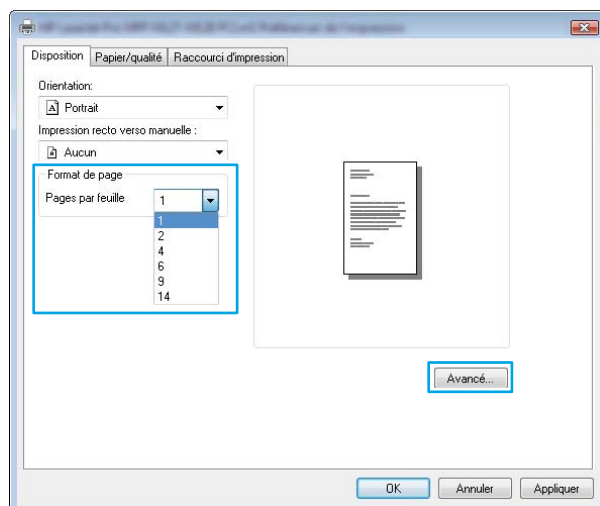 Disposition Papier/qualité Raccourci d'impression
Orientation:
A Portrait
Impression recto verso manuelle :
Aucun
Format de page
Pages par feuille 1
1
2
4
6
9
14
Avancé...
OK Annuler Appliquer